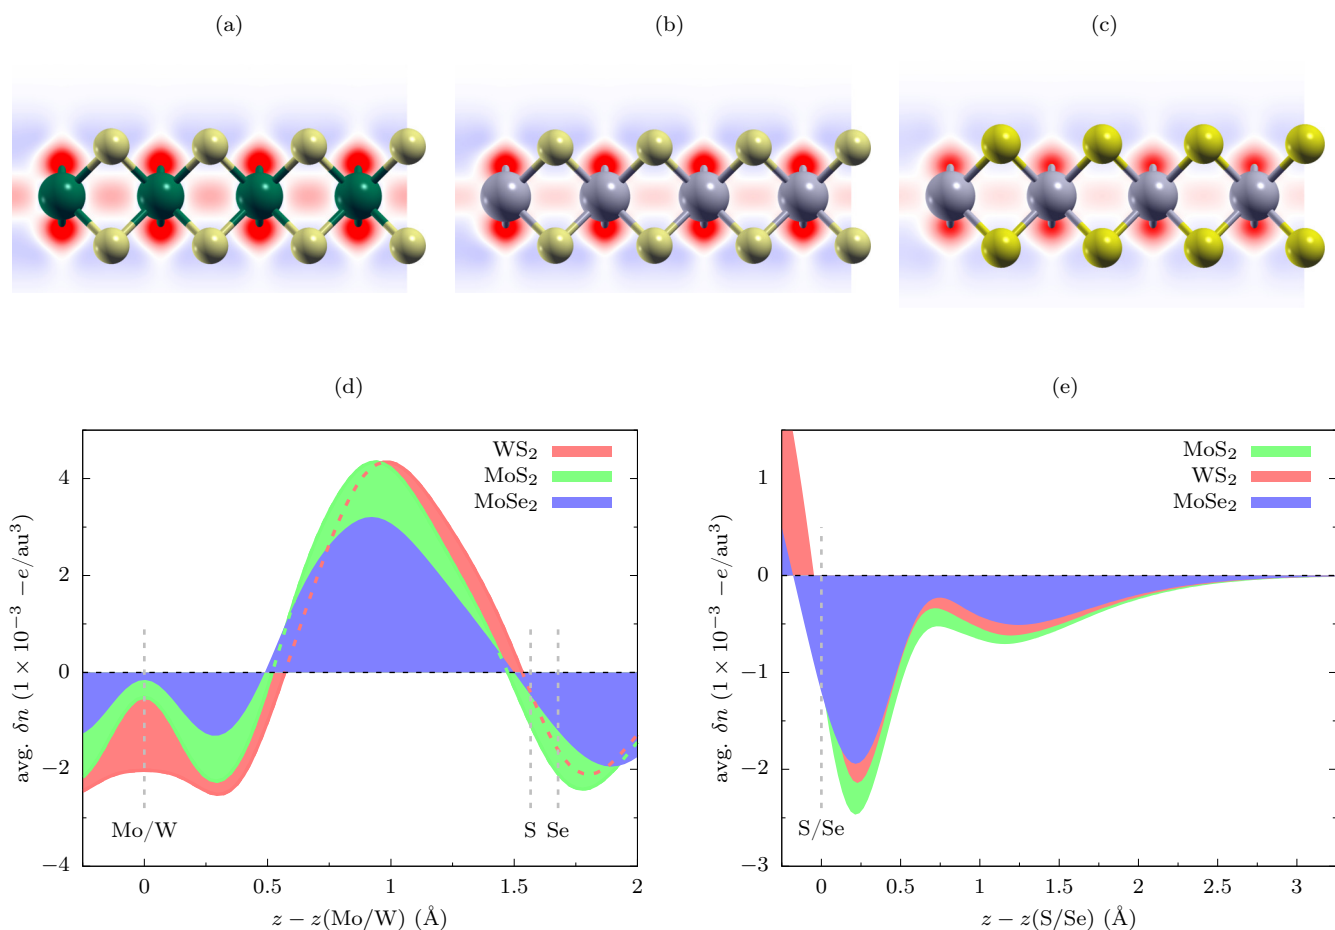 (a)
(b)
(c)
(d)
WS₂
MoS₂
MoSe₂
avg. δn (1 × 10⁻³ −e/au³)
4
2
0
−2
−4
Mo/W
S
Se
0
0.5
1
1.5
2
z − z(Mo/W) (Å)
(e)
MoS₂
WS₂
MoSe₂
avg. δn (1 × 10⁻³ −e/au³)
1
0
−1
−2
−3
S/Se
0
0.5
1
1.5
2
2.5
3
z − z(S/Se) (Å)